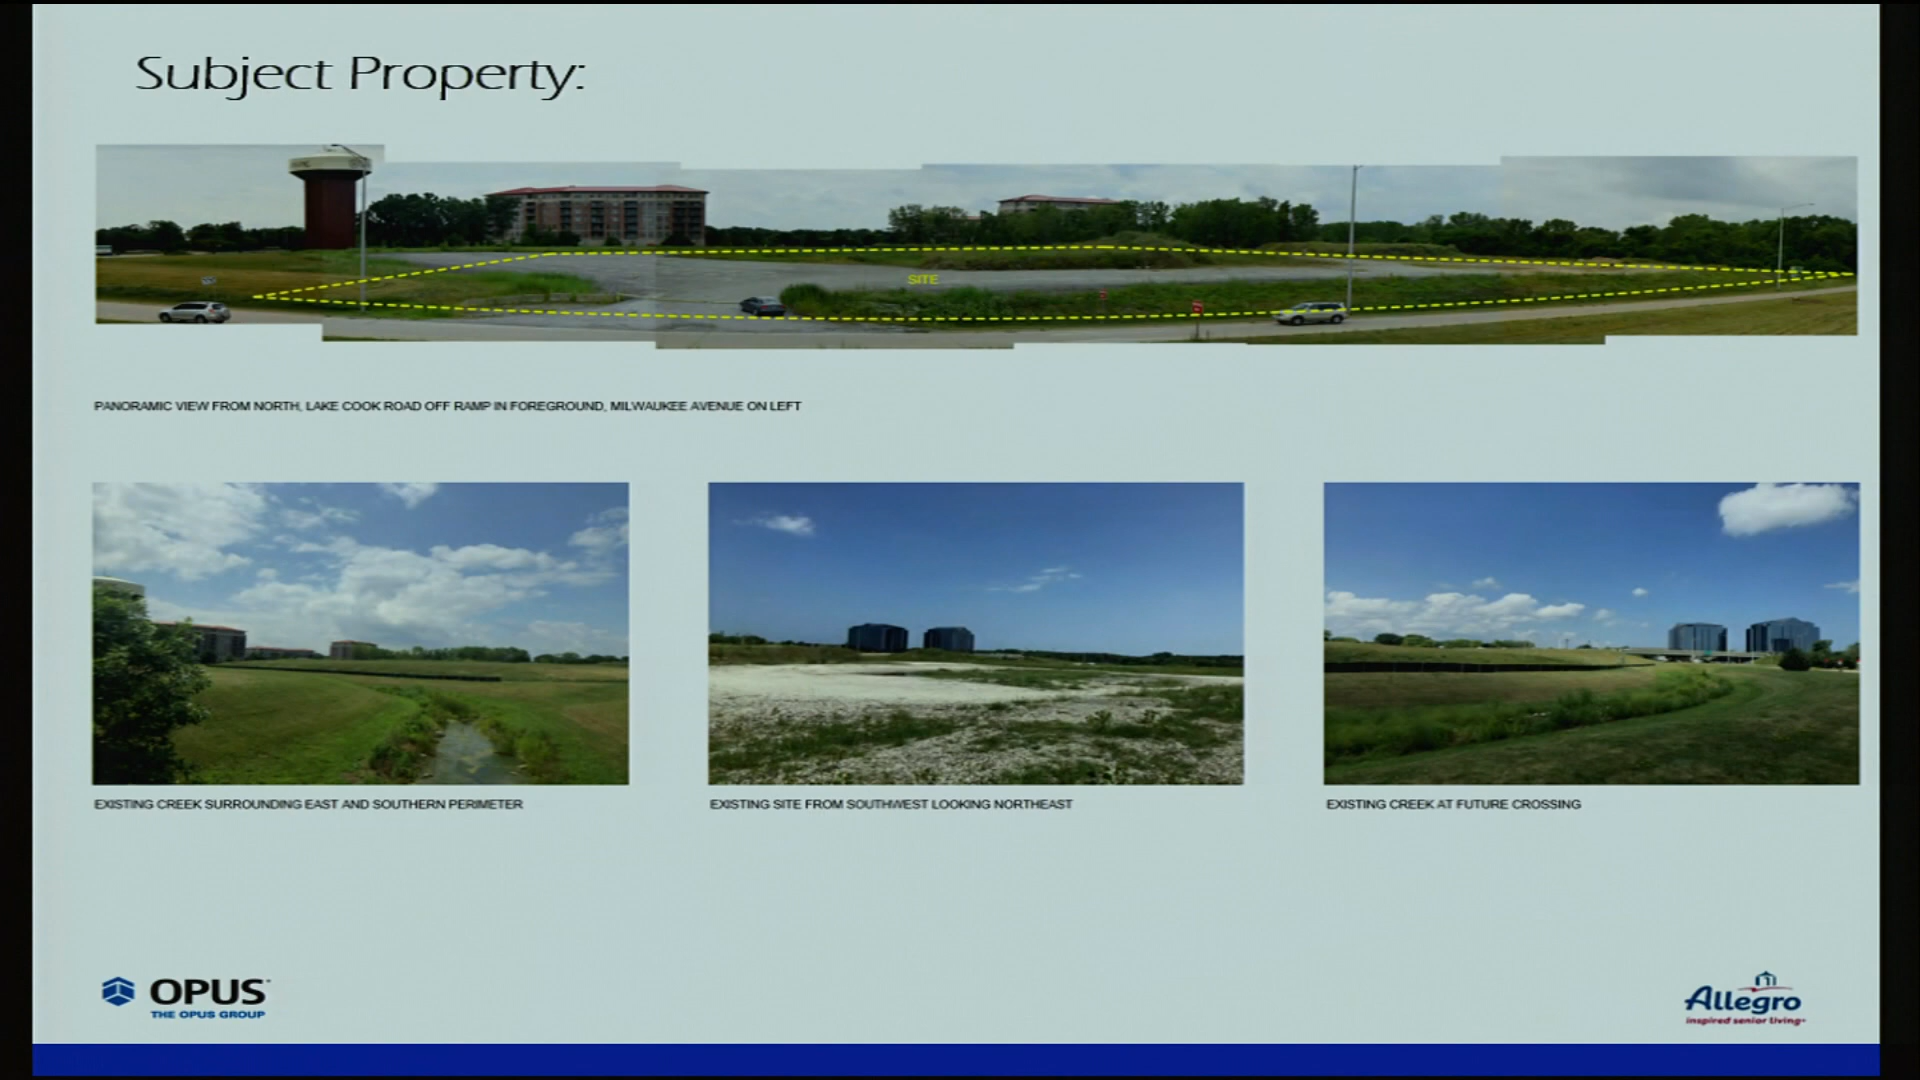 Subject Property:
SITE
PANORAMIC VIEW FROM NORTH, LAKE COOK ROAD OFF RAMP IN FOREGROUND, MILWAUKEE AVENUE ON LEFT
EXISTING CREEK SURROUNDING EAST AND SOUTHERN PERIMETER
EXISTING SITE FROM SOUTHWEST LOOKING NORTHEAST
EXISTING CREEK AT FUTURE CROSSING
OPUS
THE OPUS GROUP
Allegro
inspired senior living